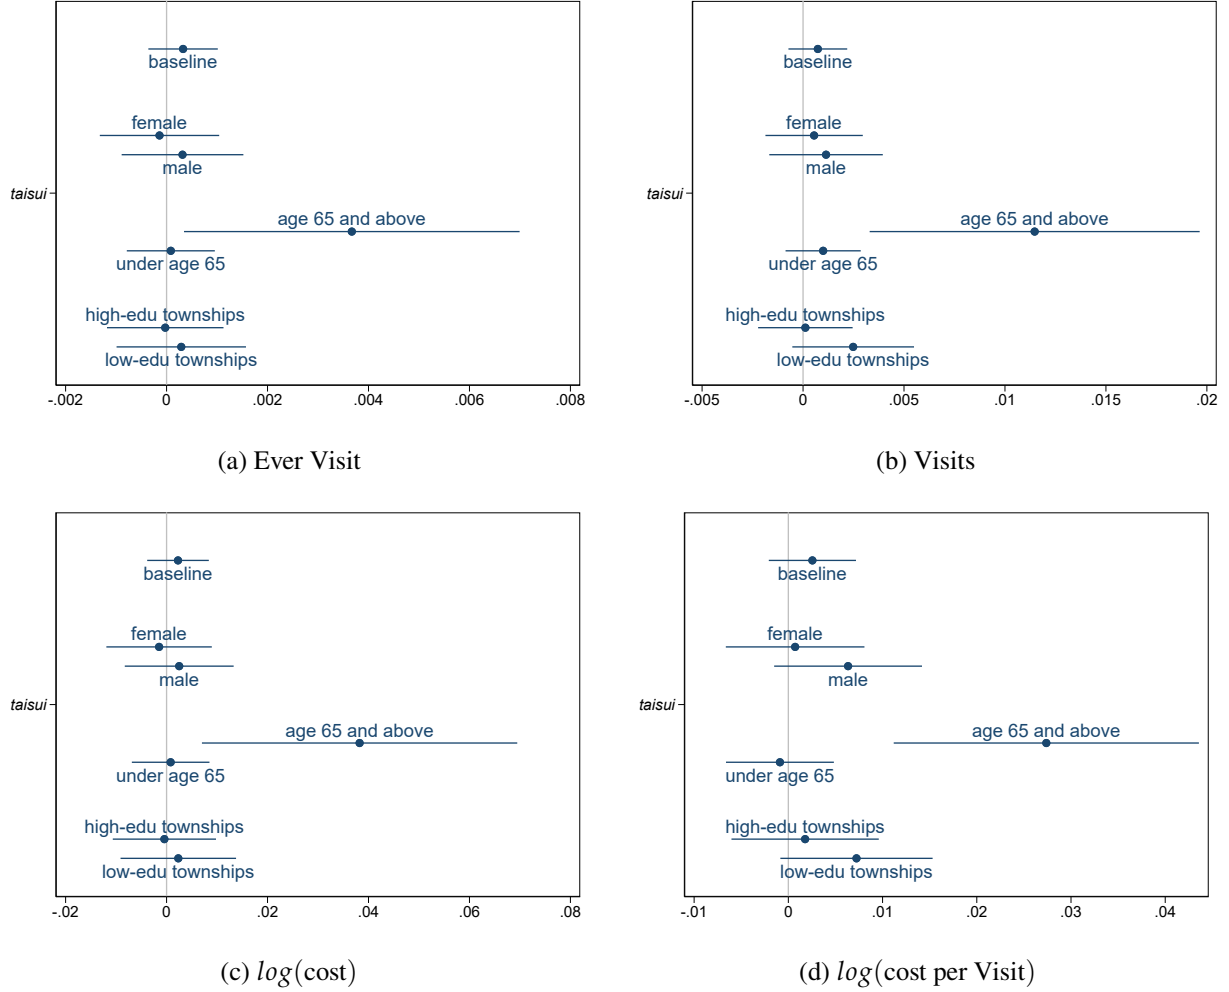 baseline
female
male
taisui
age 65 and above
under age 65
high-edu townships
low-edu townships
-.002 0 .002 .004 .006 .008
(a) Ever Visit
baseline
female
male
taisui
age 65 and above
under age 65
high-edu townships
low-edu townships
-.005 0 .005 .01 .015 .02
(b) Visits
baseline
female
male
taisui
age 65 and above
under age 65
high-edu townships
low-edu townships
-.02 0 .02 .04 .06 .08
(c) log(cost)
baseline
female
male
taisui
age 65 and above
under age 65
high-edu townships
low-edu townships
-.01 0 .01 .02 .03 .04
(d) log(cost per Visit)